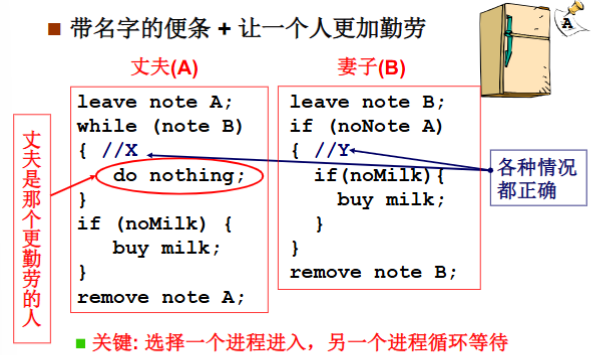 带名字的便条 + 让一个人更加勤劳
A
丈夫(A)
leave note A;
while (note B)
{ //X
do nothing;
}
if (noMilk) {
buy milk;
}
remove note A;
妻子(B)
leave note B;
if (noNote A)
{ //Y
if(noMilk){
buy milk;
}
}
remove note B;
丈夫是那个更勤劳的人
各种情况
都正确
关键: 选择一个进程进入，另一个进程循环等待